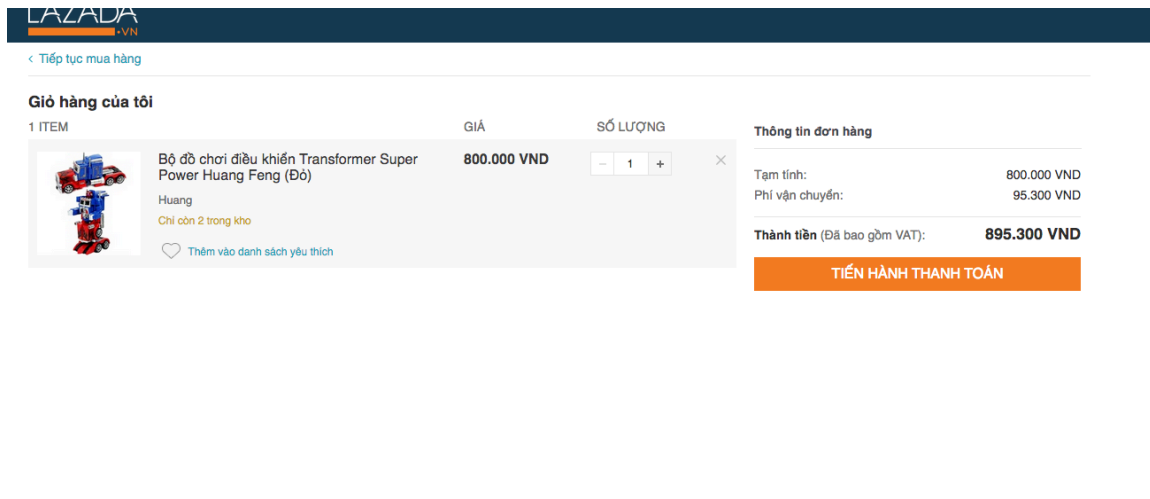 LAZADA
.VN
‹ Tiếp tục mua hàng
Giỏ hàng của tôi
1 ITEM
GIÁ
SỐ LƯỢNG
Bộ đồ chơi điều khiển Transformer Super
Power Huang Feng (Đỏ)
Huang
Chỉ còn 2 trong kho
Thêm vào danh sách yêu thích
800.000 VND
− 1 +
×
Thông tin đơn hàng
Tạm tính: 800.000 VND
Phí vận chuyển: 95.300 VND
Thành tiền (Đã bao gồm VAT): 895.300 VND
TIẾN HÀNH THANH TOÁN